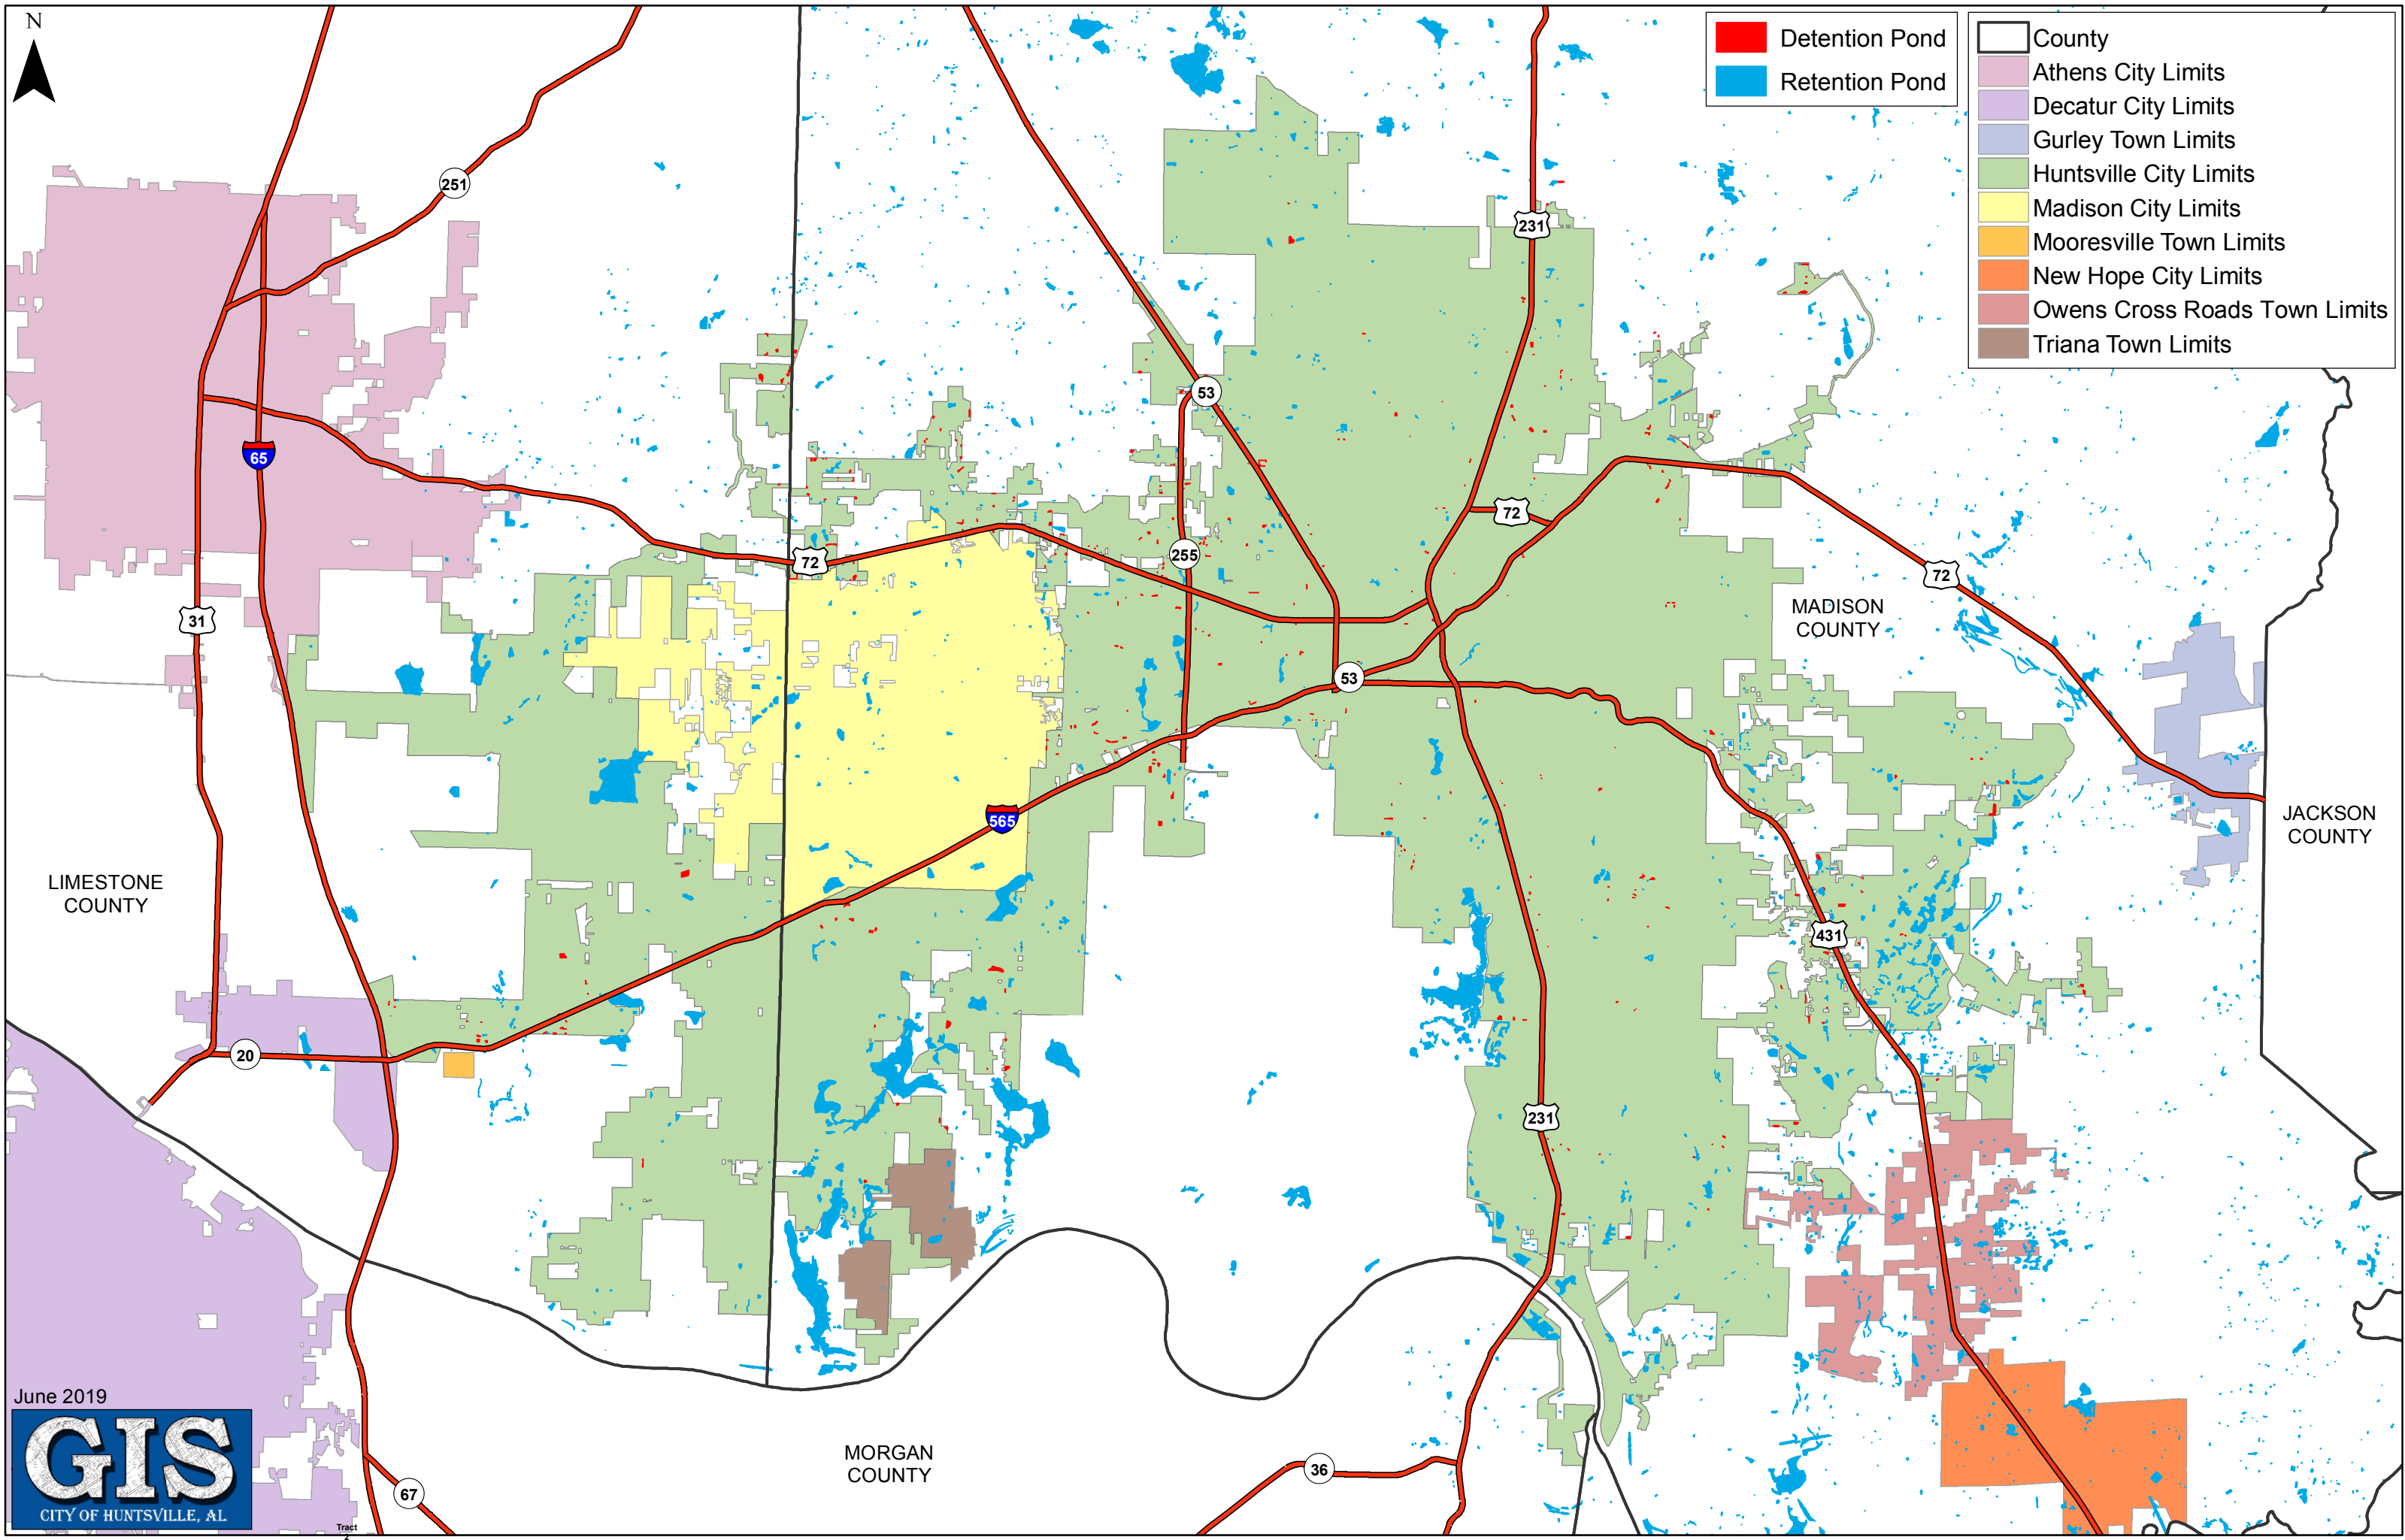 N
Detention Pond
Retention Pond
County
Athens City Limits
Decatur City Limits
Gurley Town Limits
Huntsville City Limits
Madison City Limits
Mooresville Town Limits
New Hope City Limits
Owens Cross Roads Town Limits
Triana Town Limits
251
231
53
65
72
72
255
72
31
MADISON
COUNTY
53
565
JACKSON
COUNTY
LIMESTONE
COUNTY
431
20
231
June 2019
GIS
CITY OF HUNTSVILLE, AL
MORGAN
COUNTY
36
67
Tract
2